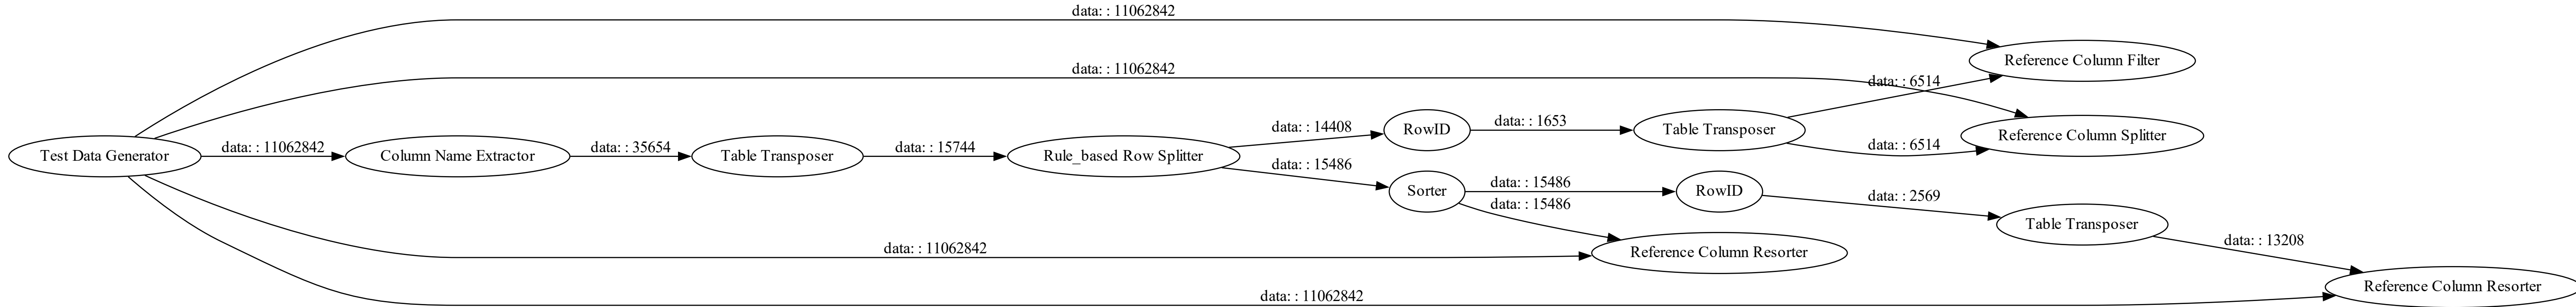 data: : 11062842
Reference Column Filter
data: : 11062842
data: : 6514
data: : 14408
RowID
data: : 1653
Table Transposer
Reference Column Splitter
Test Data Generator
data: : 11062842
Column Name Extractor
data: : 35654
Table Transposer
data: : 15744
Rule_based Row Splitter
data: : 6514
data: : 15486
Sorter
data: : 15486
RowID
data: : 2569
data: : 15486
Table Transposer
data: : 13208
data: : 11062842
Reference Column Resorter
data: : 11062842
Reference Column Resorter